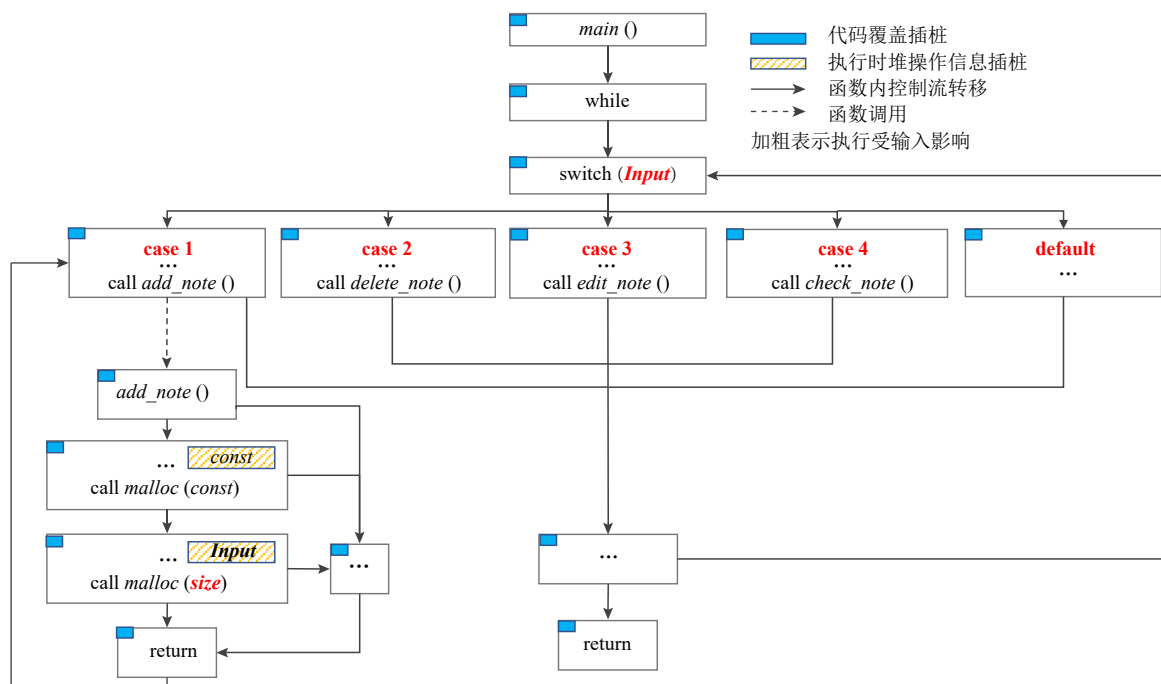 main ()
while
switch (Input)
代码覆盖插桩
执行时堆操作信息插桩
函数内控制流转移
函数调用
加粗表示执行受输入影响
case 1
...
call add_note ()
case 2
...
call delete_note ()
case 3
...
call edit_note ()
case 4
...
call check_note ()
default
...
add_note ()
... const
call malloc (const)
... Input
call malloc (size)
...
return
...
return